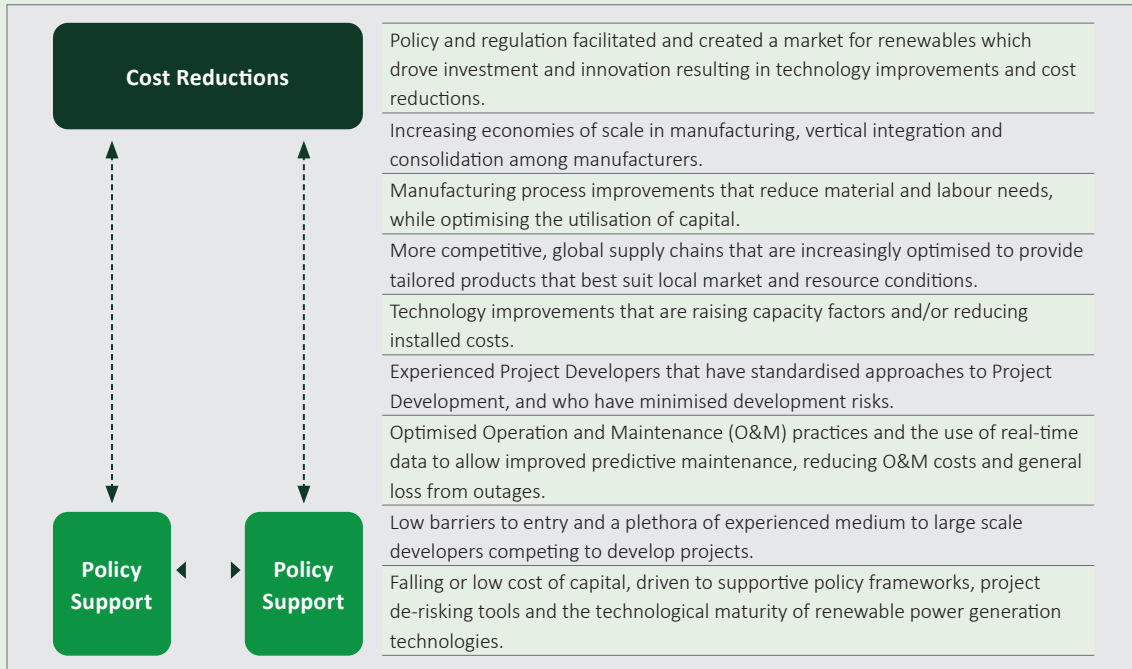 Cost Reductions
Policy and regulation facilitated and created a market for renewables which
drove investment and innovation resulting in technology improvements and cost
reductions.
Increasing economies of scale in manufacturing, vertical integration and
consolidation among manufacturers.
Manufacturing process improvements that reduce material and labour needs,
while optimising the utilisation of capital.
More competitive, global supply chains that are increasingly optimised to provide
tailored products that best suit local market and resource conditions.
Technology improvements that are raising capacity factors and/or reducing
installed costs.
Experienced Project Developers that have standardised approaches to Project
Development, and who have minimised development risks.
Optimised Operation and Maintenance (O&M) practices and the use of real-time
data to allow improved predictive maintenance, reducing O&M costs and general
loss from outages.
Low barriers to entry and a plethora of experienced medium to large scale
developers competing to develop projects.
Falling or low cost of capital, driven to supportive policy frameworks, project
de-risking tools and the technological maturity of renewable power generation
technologies.
Policy
Support
Policy
Support